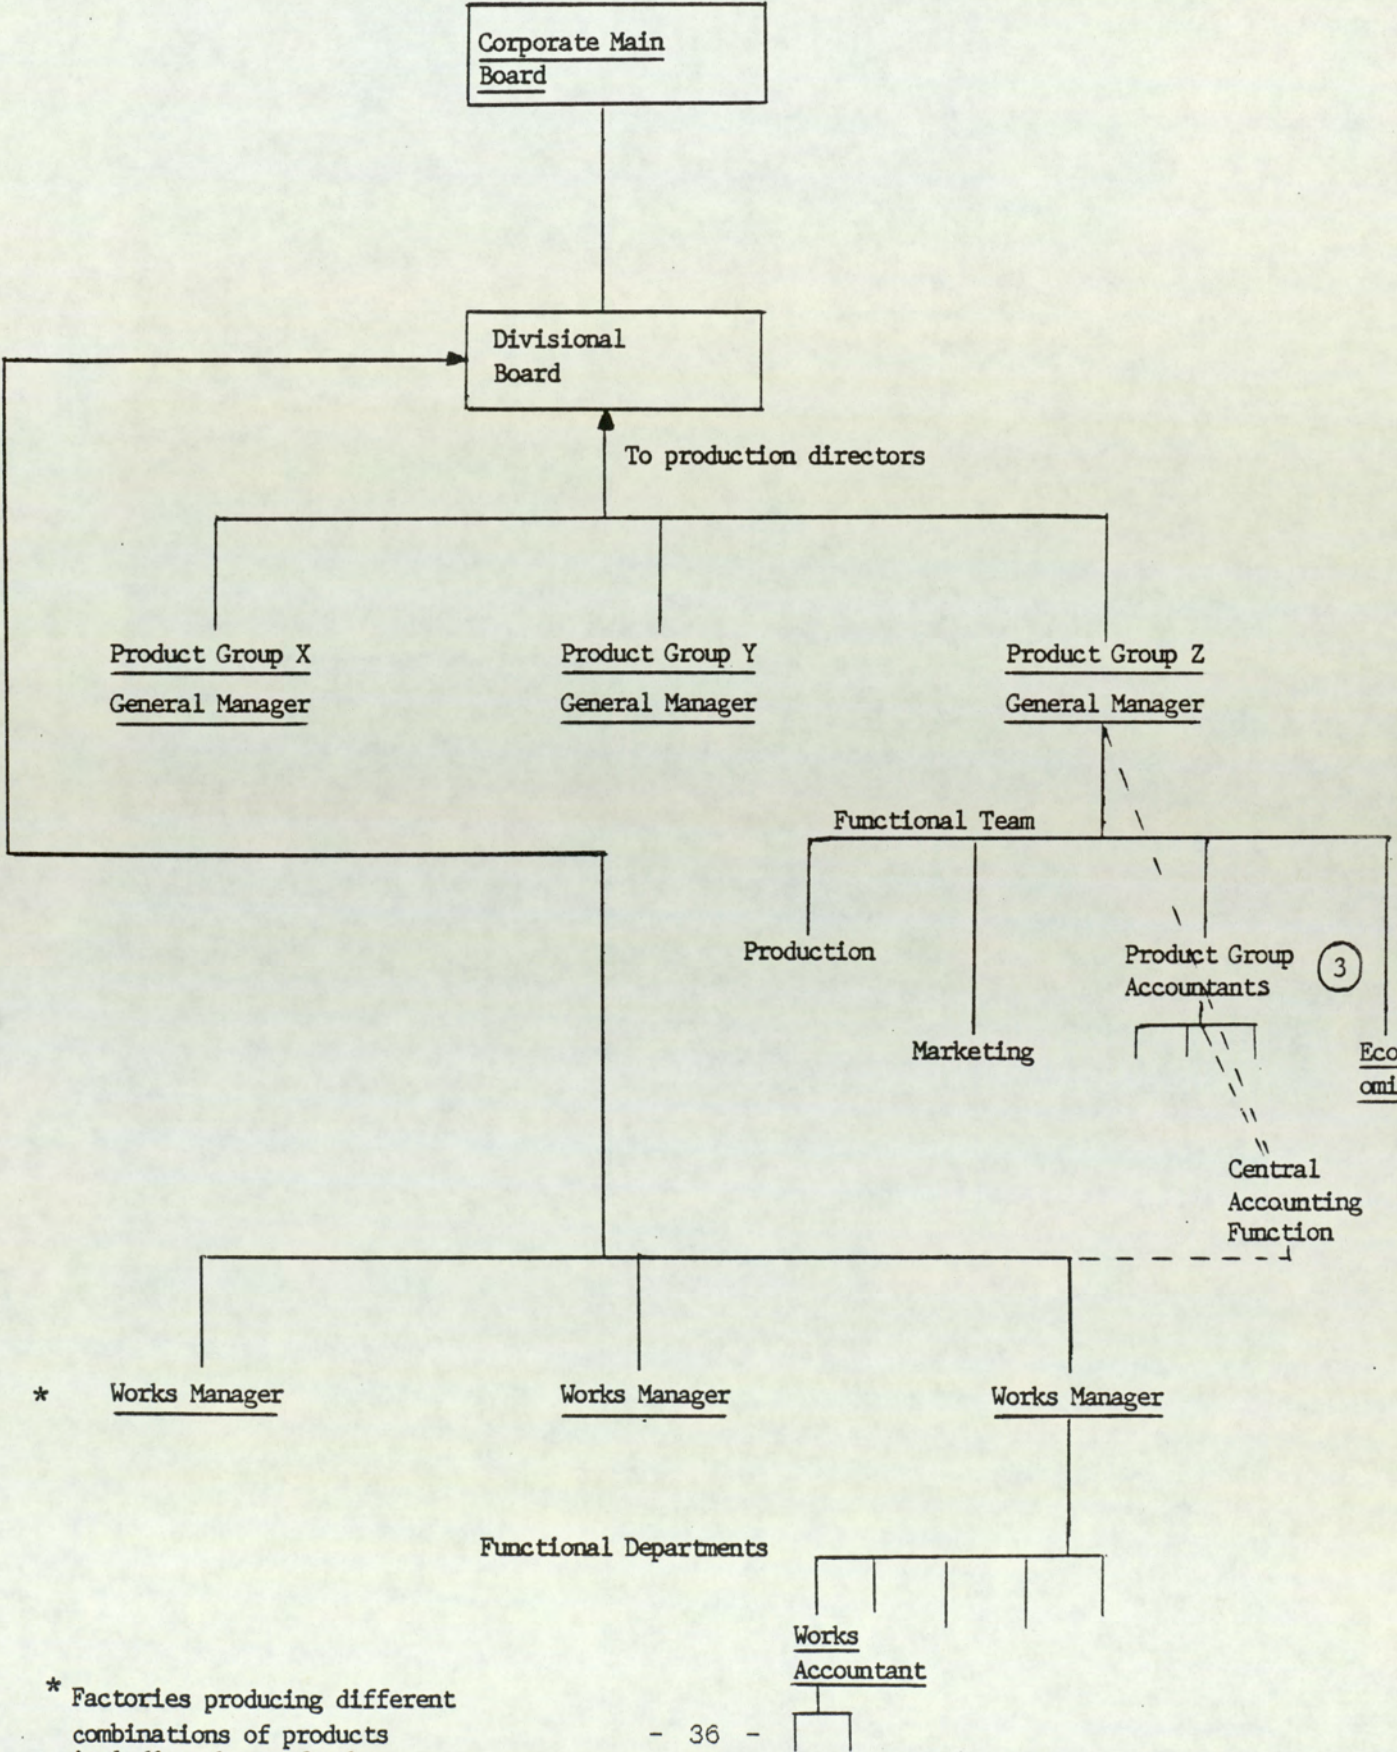 Corporate Main
Board
Divisional
Board
To production directors
Product Group X
General Manager
Product Group Y
General Manager
Product Group Z
General Manager
Functional Team
Production
Marketing
Product Group
Accountants
3
Central
Accounting
Function
* Works Manager
Works Manager
Works Manager
Functional Departments
Works
Accountant
* Factories producing different
combinations of products
- 36 -